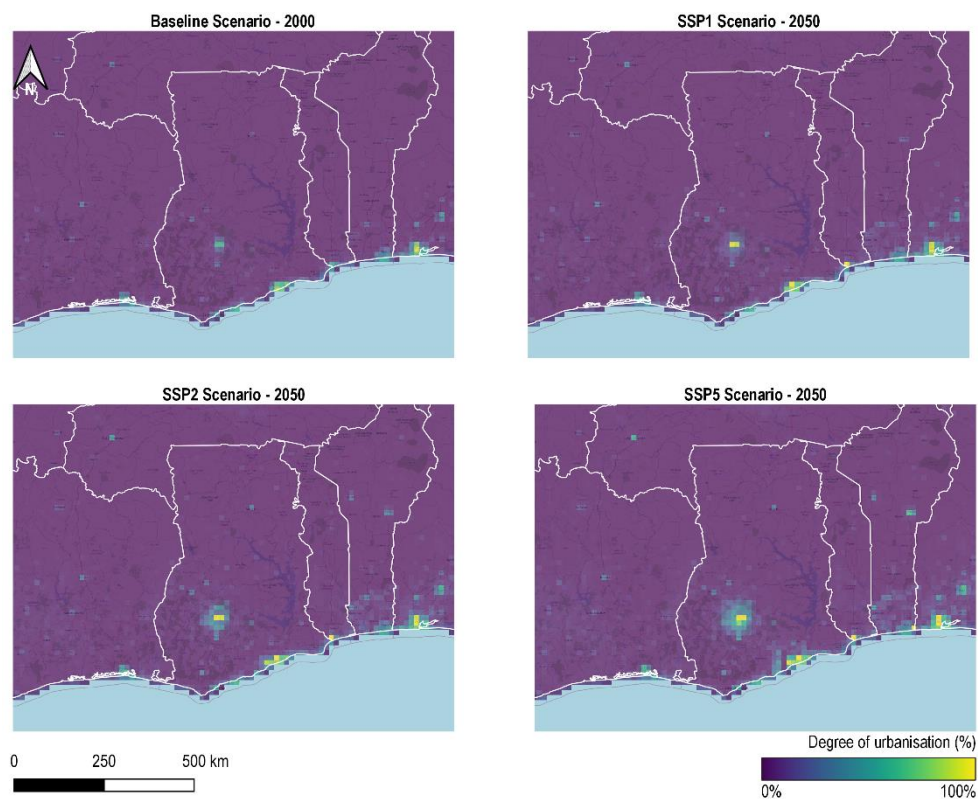 Baseline Scenario - 2000
SSP1 Scenario - 2050
N
SSP2 Scenario - 2050
SSP5 Scenario - 2050
0 250 500 km
Degree of urbanisation (%)
0% 100%